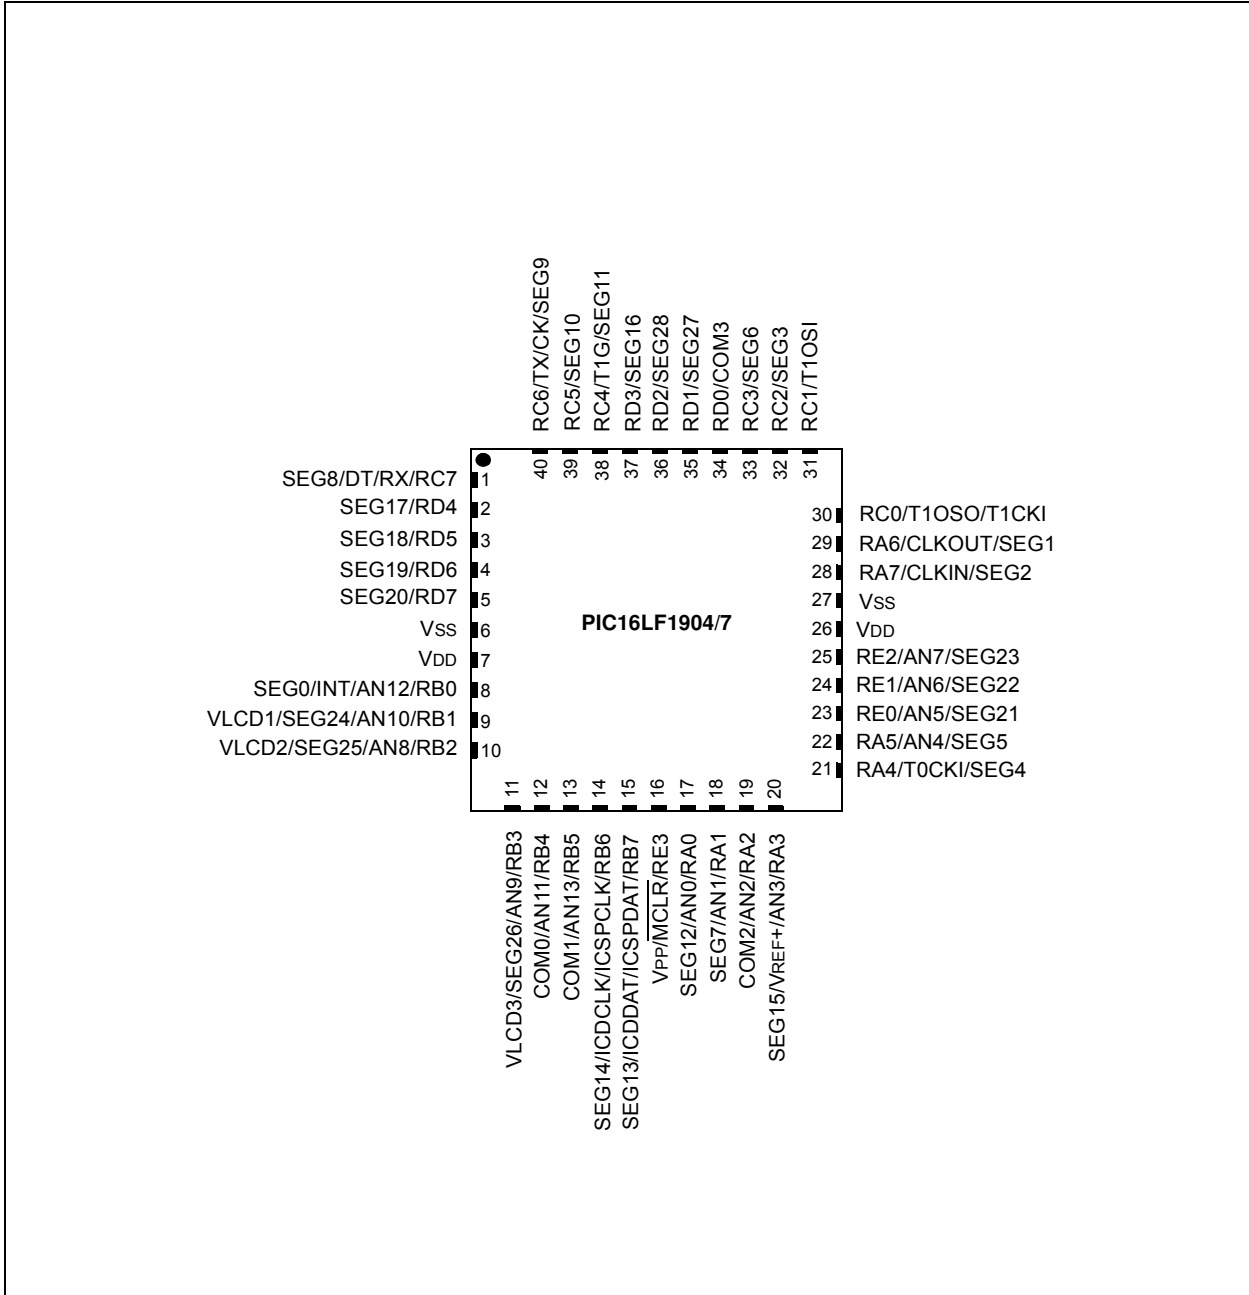 RC6/TX/CK/SEG9
RC5/SEG10
RC4/T1G/SEG11
RD3/SEG16
RD2/SEG28
RD1/SEG27
RD0/COM3
RC3/SEG6
RC2/SEG3
RC1/T1OSI
40
39
38
37
36
35
34
33
32
31
SEG8/DT/RX/RC7 1
SEG17/RD4 2
SEG18/RD5 3
SEG19/RD6 4
SEG20/RD7 5
VSS 6
VDD 7
SEG0/INT/AN12/RB0 8
VLCD1/SEG24/AN10/RB1 9
VLCD2/SEG25/AN8/RB2 10
PIC16LF1904/7
30 RC0/T1OSO/T1CKI
29 RA6/CLKOUT/SEG1
28 RA7/CLKIN/SEG2
27 VSS
26 VDD
25 RE2/AN7/SEG23
24 RE1/AN6/SEG22
23 RE0/AN5/SEG21
22 RA5/AN4/SEG5
21 RA4/T0CKI/SEG4
11
12
13
14
15
16
17
18
19
20
VLCD3/SEG26/AN9/RB3
COM0/AN11/RB4
COM1/AN13/RB5
SEG14/ICDCLK/ICSPCLK/RB6
SEG13/ICDDAT/ICSPDAT/RB7
VPP/MCLR/RE3
SEG12/AN0/RA0
SEG7/AN1/RA1
COM2/AN2/RA2
SEG15/VREF+/AN3/RA3